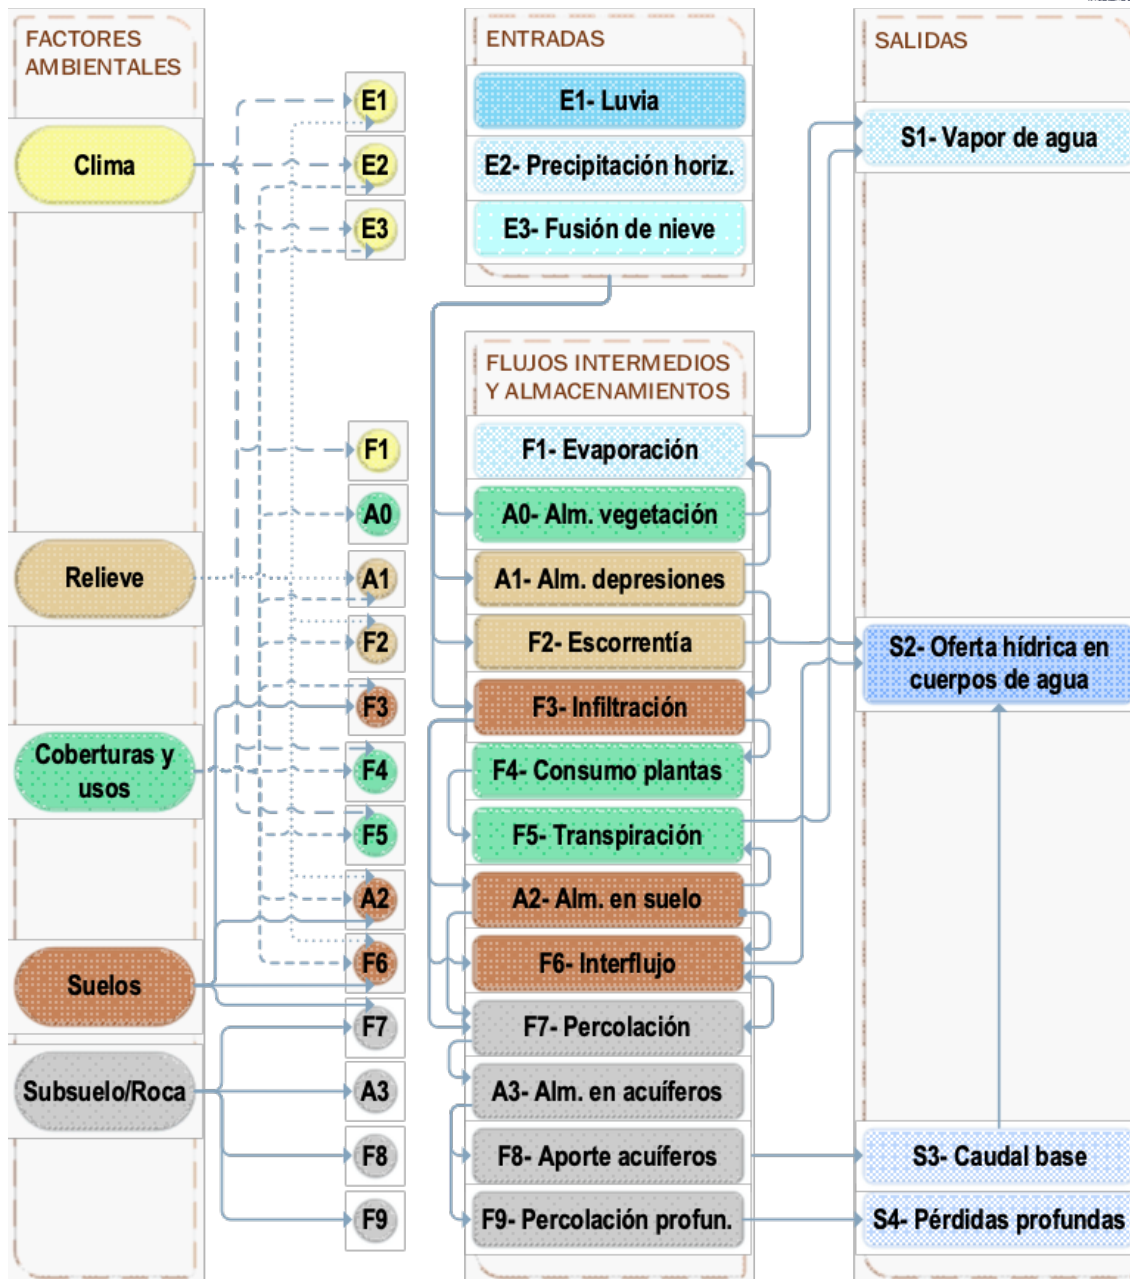 FACTORES
AMBIENTALES
Clima
Relieve
Coberturas y
usos
Suelos
Subsuelo/Roca
E1
E2
E3
F1
A0
A1
F2
F3
F4
F5
A2
F6
F7
A3
F8
F9
ENTRADAS
E1- Luvia
E2- Precipitación horiz.
E3- Fusión de nieve
FLUJOS INTERMEDIOS
Y ALMACENAMIENTOS
F1- Evaporación
A0- Alm. vegetación
A1- Alm. depresiones
F2- Escorrentía
F3- Infiltración
F4- Consumo plantas
F5- Transpiración
A2- Alm. en suelo
F6- Interflujo
F7- Percolación
A3- Alm. en acuíferos
F8- Aporte acuíferos
F9- Percolación profun.
SALIDAS
S1- Vapor de agua
S2- Oferta hídrica en
cuerpos de agua
S3- Caudal base
S4- Pérdidas profundas